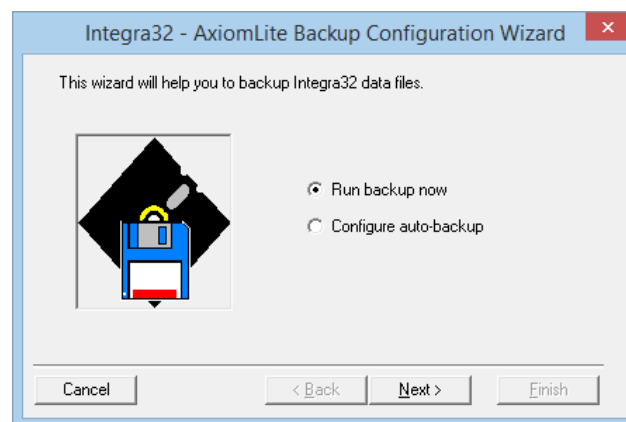 Integra32 - AxiomLite Backup Configuration Wizard
This wizard will help you to backup Integra32 data files.
Run backup now
Configure auto-backup
Cancel
< Back
Next >
Finish